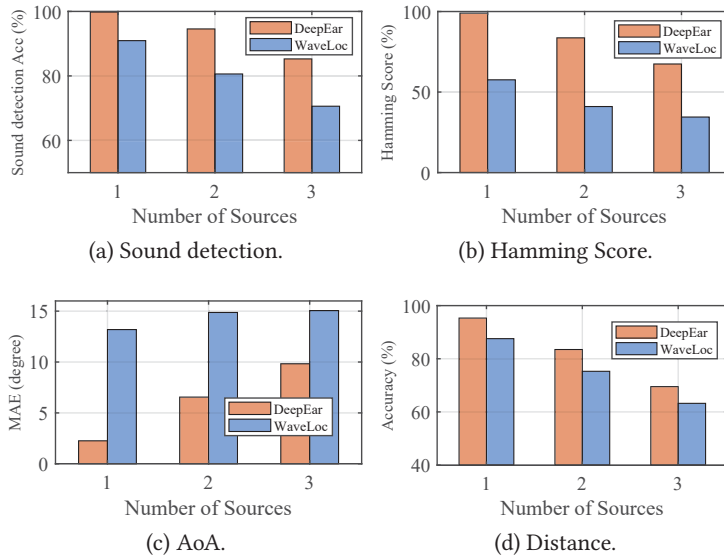 Sound detection Acc (%)
100
80
60
DeepEar
WaveLoc
1
2
3
Number of Sources
(a) Sound detection.
Hamming Score (%)
100
50
0
DeepEar
WaveLoc
1
2
3
Number of Sources
(b) Hamming Score.
MAE (degree)
15
10
5
0
DeepEar
WaveLoc
1
2
3
Number of Sources
(c) AoA.
Accuracy (%)
100
80
60
40
DeepEar
WaveLoc
1
2
3
Number of Sources
(d) Distance.